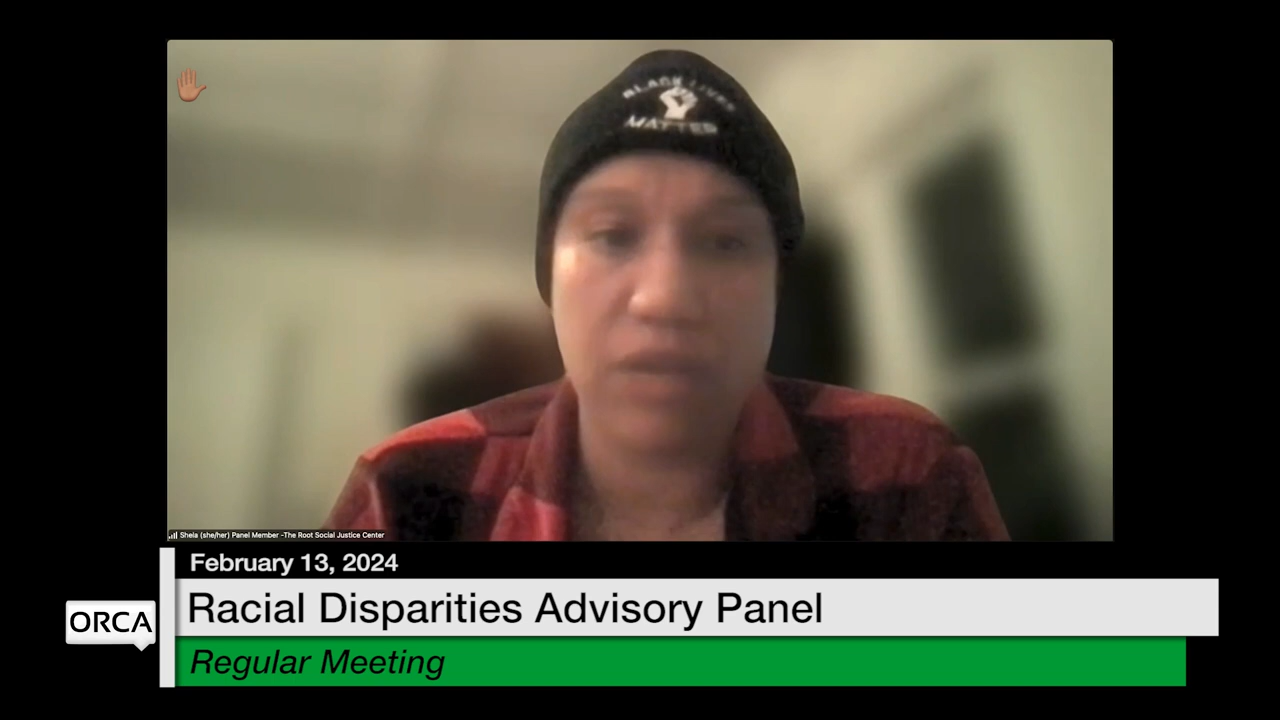 BLACK LIVES
MATTER
Shela (she/her) Panel Member -The Root Social Justice Center
February 13, 2024
Racial Disparities Advisory Panel
ORCA
Regular Meeting